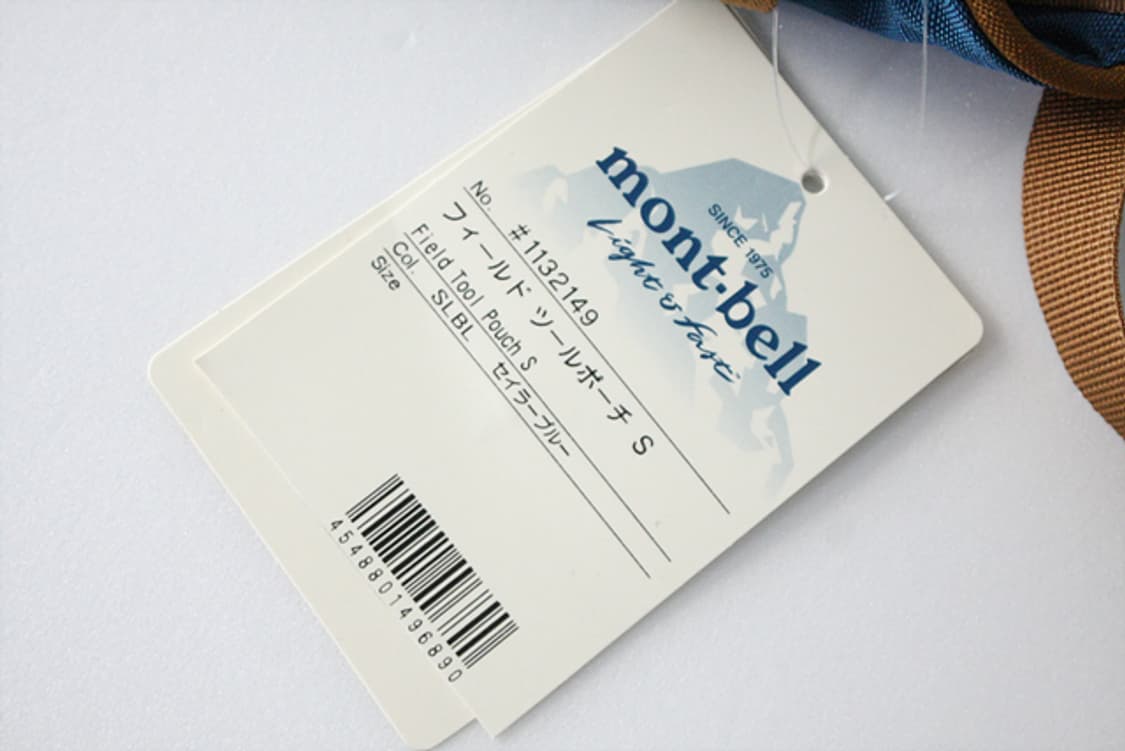 SINCE 1975
mont·bell
Light & Fast
No. #1132149
フィールド ツールポーチ S
Field Tool Pouch S
Col. SLBL セイラーブルー
Size
4548801496890